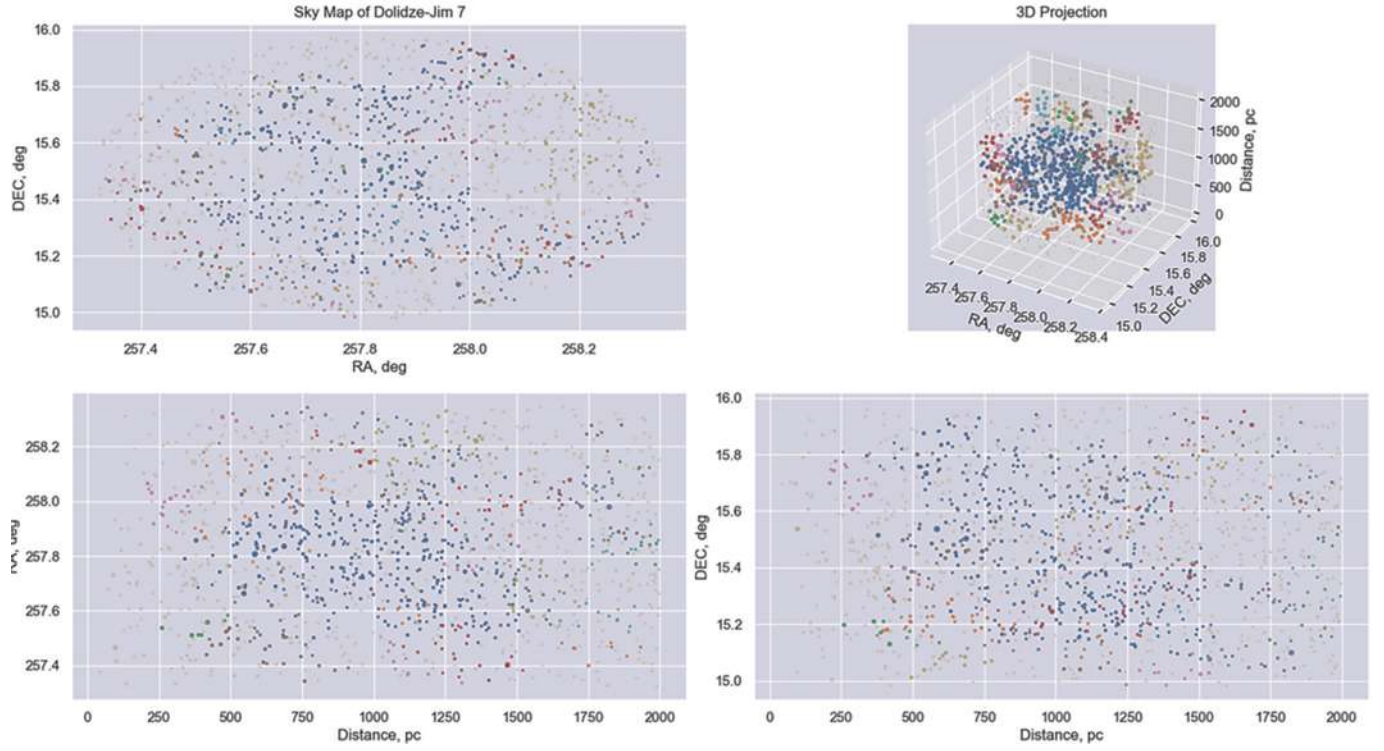 Sky Map of Dolidze-Jim 7
16.0
15.8
15.6
15.4
15.2
15.0
DEC, deg
257.4 257.6 257.8 258.0 258.2
RA, deg
3D Projection
2000
1500
1000
500
0
Distance, pc
16.0
15.8
15.6
15.4
15.2
15.0
DEC, deg
257.4
257.6
257.8
258.0
258.2
258.4
RA, deg
258.2
258.0
257.8
257.6
257.4
RA, deg
0 250 500 750 1000 1250 1500 1750 2000
Distance, pc
16.0
15.8
15.6
15.4
15.2
15.0
DEC, deg
0 250 500 750 1000 1250 1500 1750 2000
Distance, pc